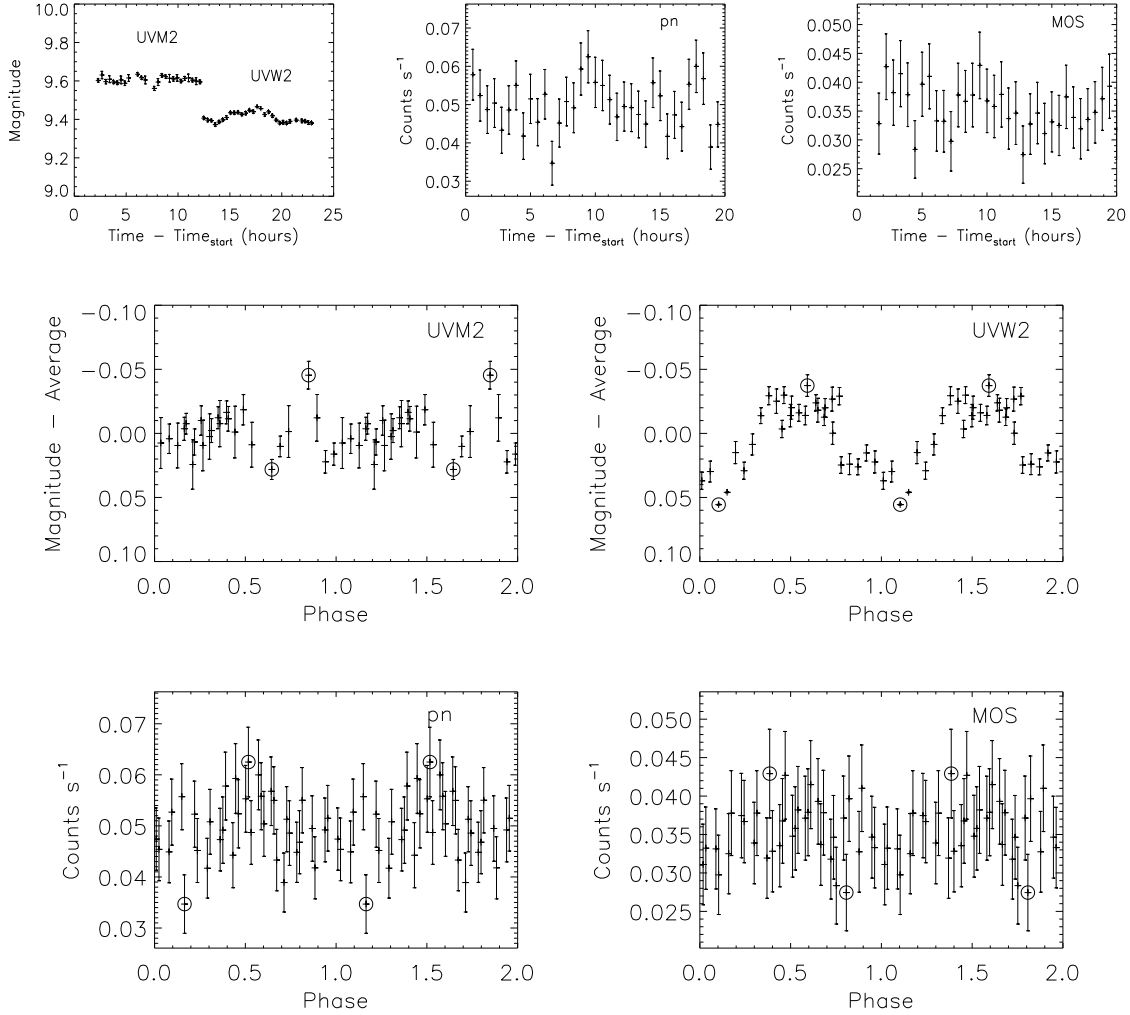 10.0
9.8
9.6
9.4
9.2
9.0
Magnitude
UVM2
UVW2
0 5 10 15 20 25
Time − Time_start (hours)
0.07
0.06
0.05
0.04
0.03
Counts s⁻¹
pn
0 5 10 15 20
Time − Time_start (hours)
0.050
0.045
0.040
0.035
0.030
0.025
Counts s⁻¹
MOS
0 5 10 15 20
Time − Time_start (hours)
−0.10
−0.05
0.00
0.05
0.10
Magnitude − Average
UVM2
0.0 0.5 1.0 1.5 2.0
Phase
−0.10
−0.05
0.00
0.05
0.10
Magnitude − Average
UVW2
0.0 0.5 1.0 1.5 2.0
Phase
0.07
0.06
0.05
0.04
0.03
Counts s⁻¹
pn
0.0 0.5 1.0 1.5 2.0
Phase
0.050
0.045
0.040
0.035
0.030
0.025
Counts s⁻¹
MOS
0.0 0.5 1.0 1.5 2.0
Phase